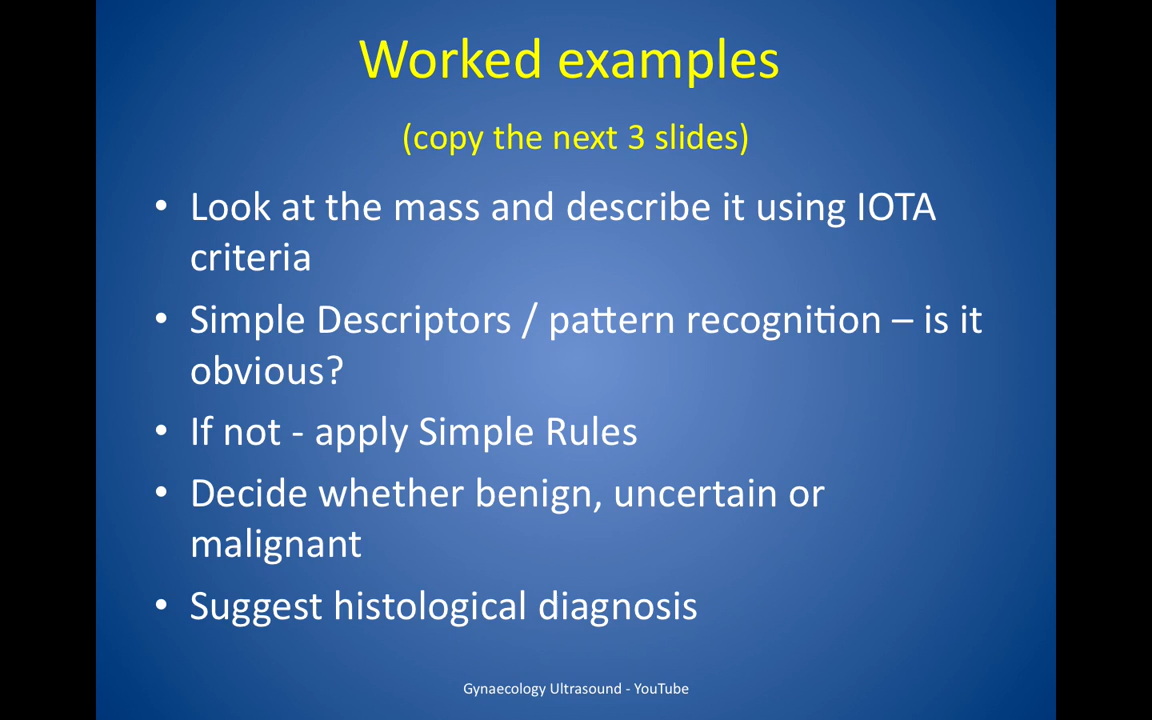 Worked examples
(copy the next 3 slides)
• Look at the mass and describe it using IOTA
criteria
• Simple Descriptors / pattern recognition – is it
obvious?
• If not - apply Simple Rules
• Decide whether benign, uncertain or
malignant
• Suggest histological diagnosis
Gynaecology Ultrasound - YouTube